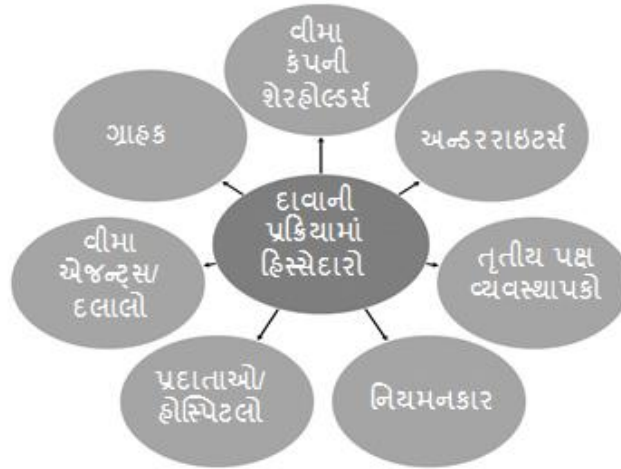 વીમા
કંપની
શેરહોલ્ડર્સ
ગ્રાહક
અન્ડરરાઇટર્સ
દાવાની
પ્રક્રિયામાં
હિસ્સેદારો
વીમા
એજન્ટ્સ/
દલાલો
તૃતીય પક્ષ
વ્યવસ્થાપકો
પ્રદાતાઓ/
હોસ્પિટલો
નિયમનકાર